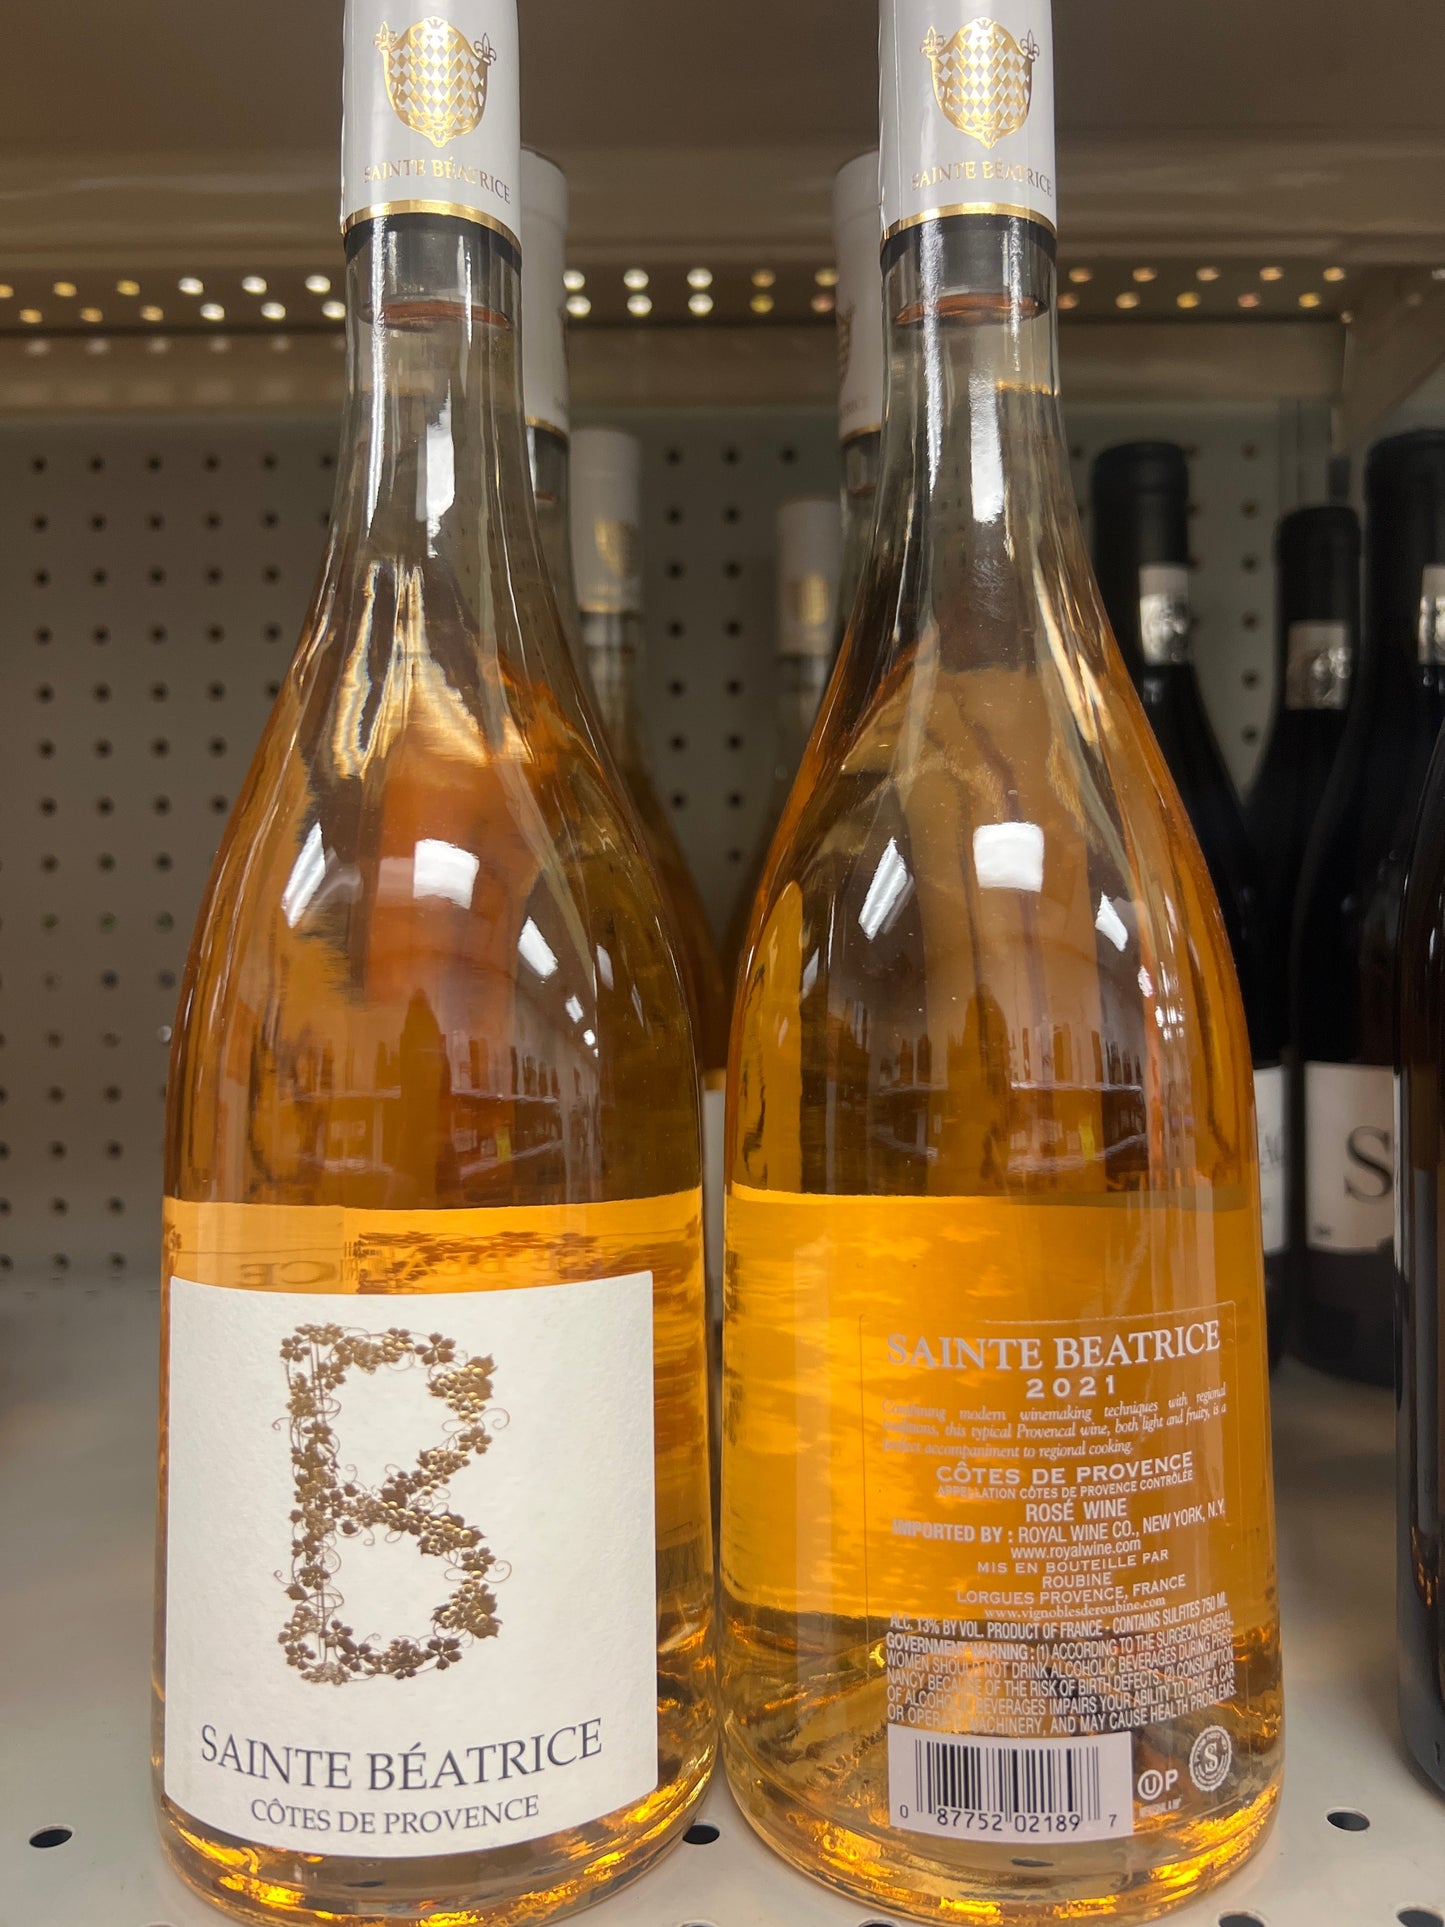 SAINTE BÉATRICE
SAINTE BÉATRICE
B
SAINTE BÉATRICE
CÔTES DE PROVENCE
SAINTE BEATRICE
2021
Combining modern winemaking techniques with regional
traditions, this typical Provencal wine, both light and fruity, is a
perfect accompaniment to regional cooking.
CÔTES DE PROVENCE
APPELLATION CÔTES DE PROVENCE CONTRÔLÉE
ROSÉ WINE
IMPORTED BY : ROYAL WINE CO., NEW YORK, N.Y.
www.royalwine.com
MIS EN BOUTEILLE PAR
ROUBINE
LORGUES PROVENCE, FRANCE
www.vignoblesderoubine.com
ALC. 13% BY VOL. PRODUCT OF FRANCE - CONTAINS SULFITES 750 ML
GOVERNMENT WARNING : (1) ACCORDING TO THE SURGEON GENERAL,
WOMEN SHOULD NOT DRINK ALCOHOLIC BEVERAGES DURING PREG-
NANCY BECAUSE OF THE RISK OF BIRTH DEFECTS. (2) CONSUMPTION
OF ALCOHOLIC BEVERAGES IMPAIRS YOUR ABILITY TO DRIVE A CAR
OR OPERATE MACHINERY, AND MAY CAUSE HEALTH PROBLEMS.
U P
S
0 87752 02189 7
S